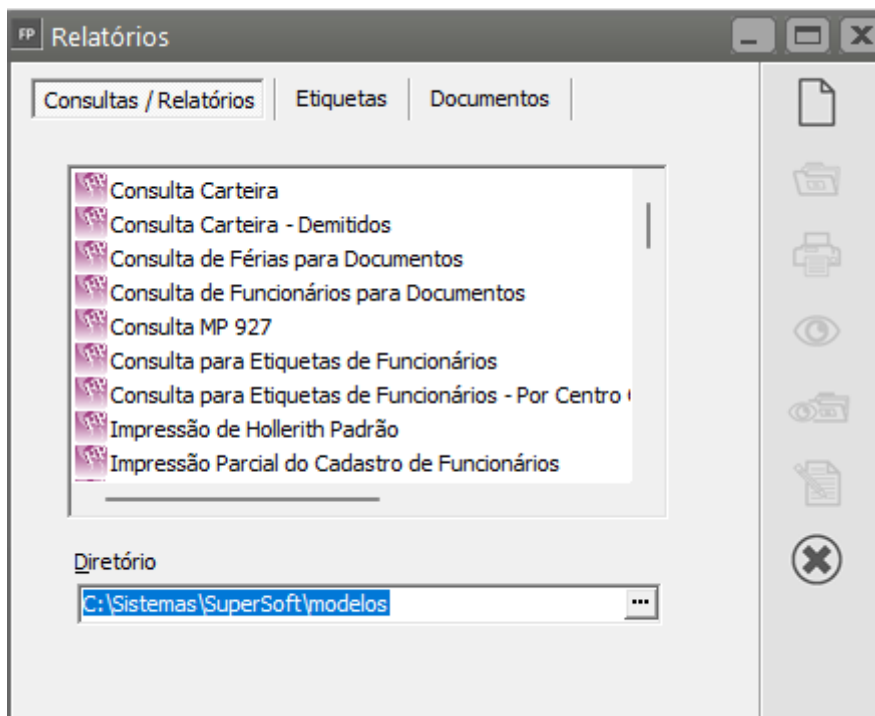 FP Relatórios
Consultas / Relatórios Etiquetas Documentos
Consulta Carteira
Consulta Carteira - Demitidos
Consulta de Férias para Documentos
Consulta de Funcionários para Documentos
Consulta MP 927
Consulta para Etiquetas de Funcionários
Consulta para Etiquetas de Funcionários - Por Centro
Impressão de Hollerith Padrão
Impressão Parcial do Cadastro de Funcionários
Diretório
C:\Sistemas\SuperSoft\modelos ...